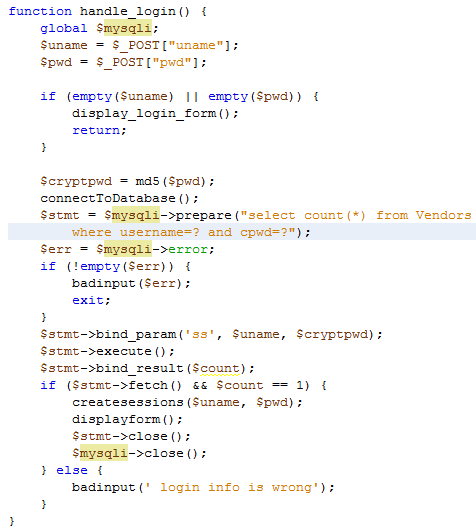 function handle_login() {
    global $mysqli;
    $uname = $_POST["uname"];
    $pwd = $_POST["pwd"];

    if (empty($uname) || empty($pwd)) {
        display_login_form();
        return;
    }

    $cryptpwd = md5($pwd);
    connectToDatabase();
    $stmt = $mysqli->prepare("select count(*) from Vendors
        where username=? and cpwd=?");
    $err = $mysqli->error;
    if (!empty($err)) {
        badinput($err);
        exit;
    }
    $stmt->bind_param('ss', $uname, $cryptpwd);
    $stmt->execute();
    $stmt->bind_result($count);
    if ($stmt->fetch() && $count == 1) {
        createsessions($uname, $pwd);
        displayform();
        $stmt->close();
        $mysqli->close();
    } else {
        badinput(' login info is wrong');
    }
}